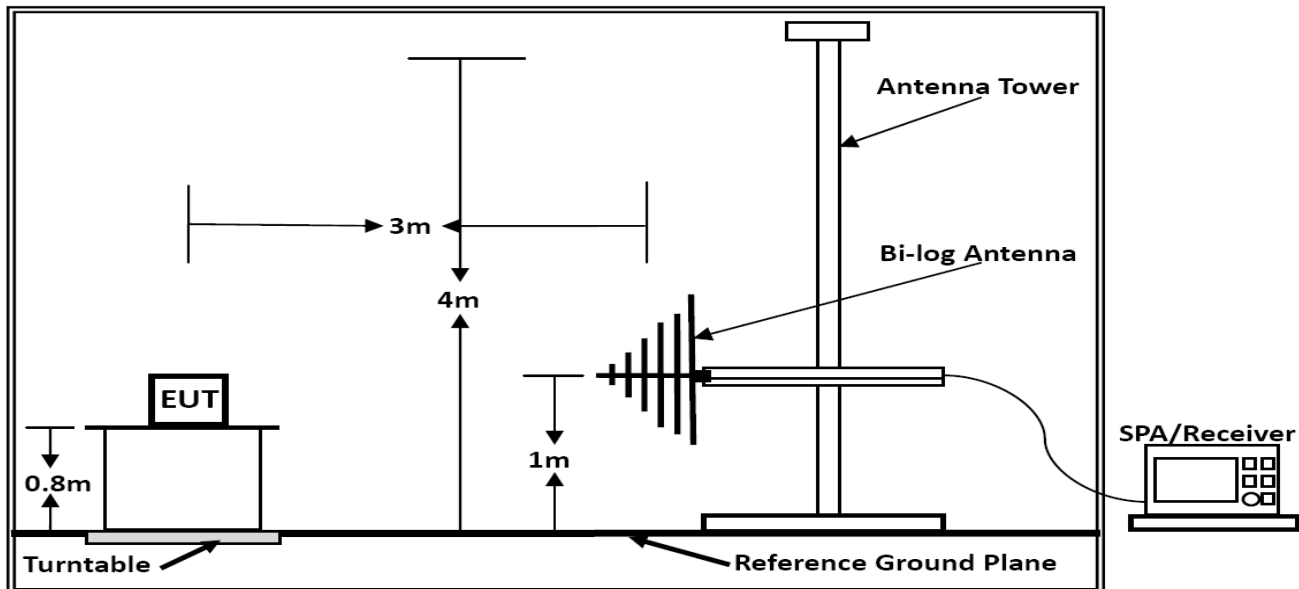 Antenna Tower
3m
Bi-log Antenna
4m
EUT
SPA/Receiver
1m
0.8m
Turntable
Reference Ground Plane